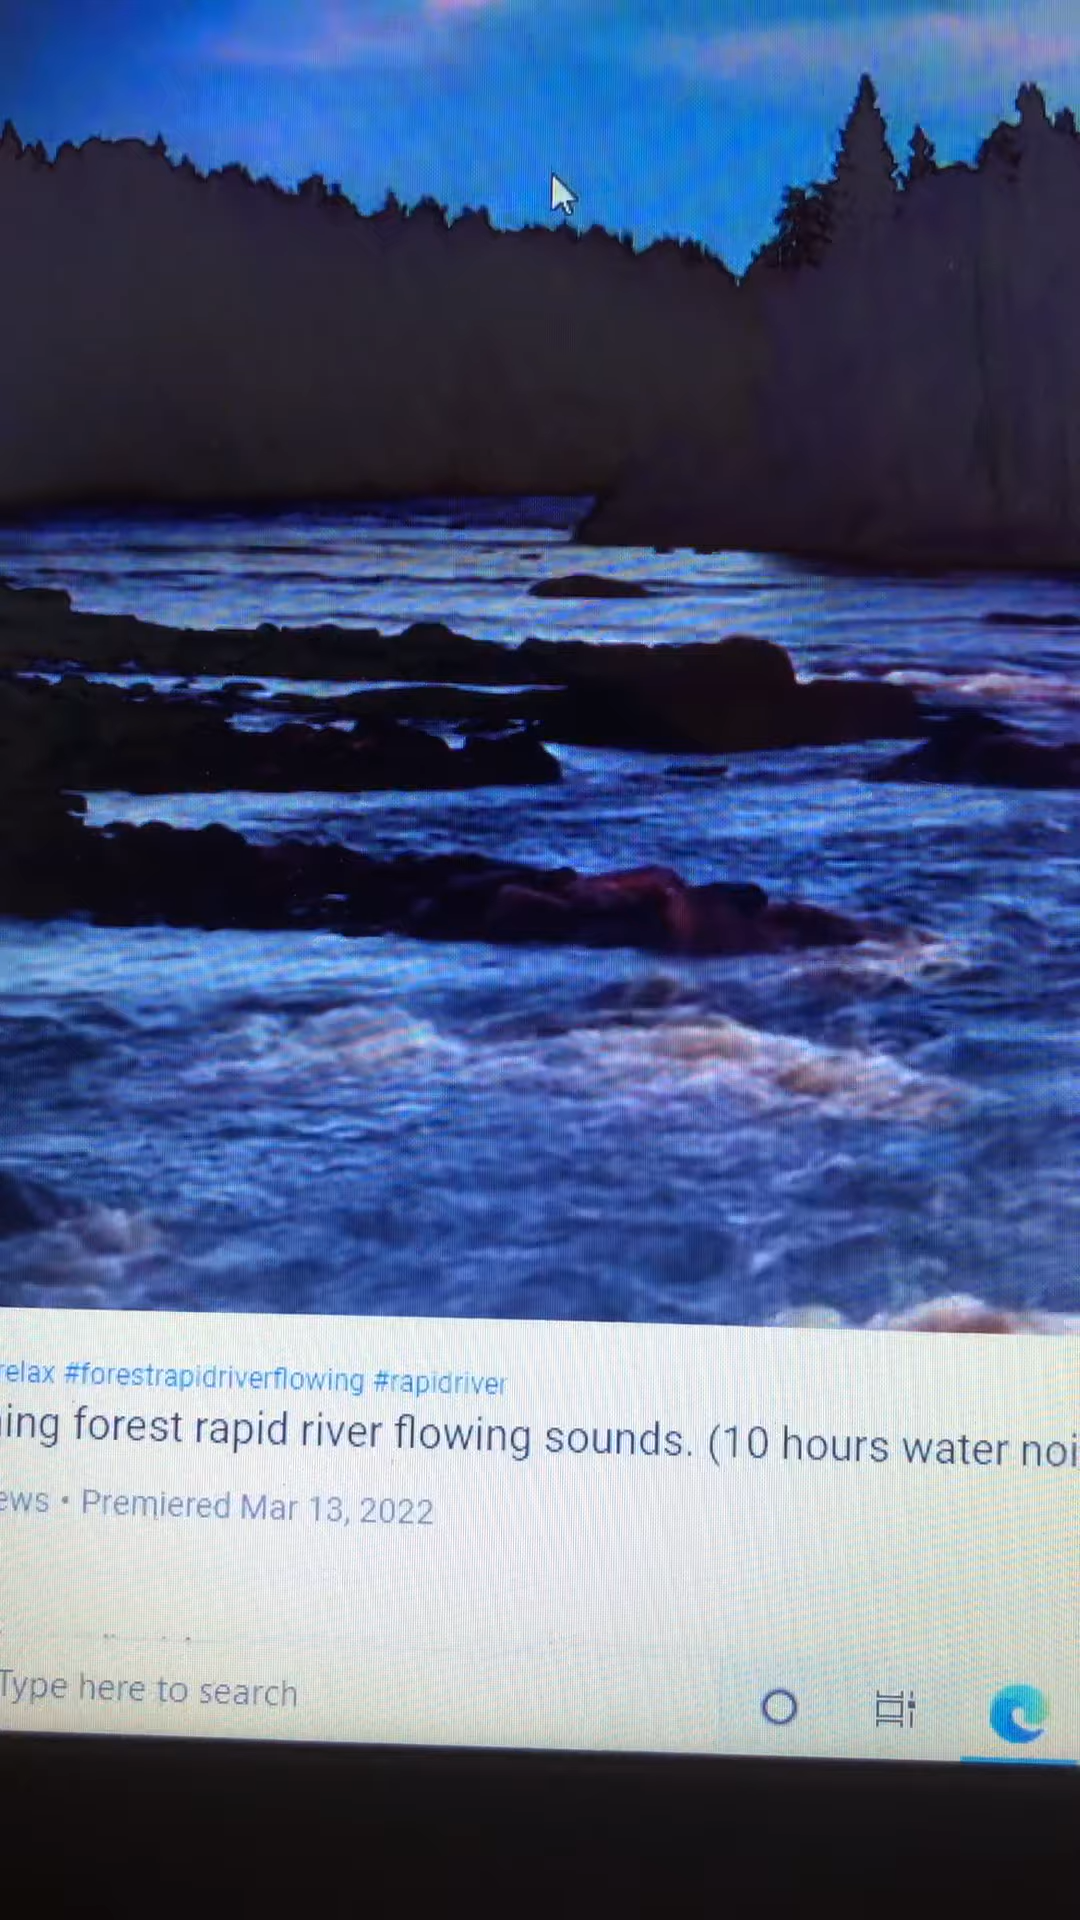 relax #forestrapidriverflowing #rapidriver
ing forest rapid river flowing sounds. (10 hours water noi
ews • Premiered Mar 13, 2022
Type here to search